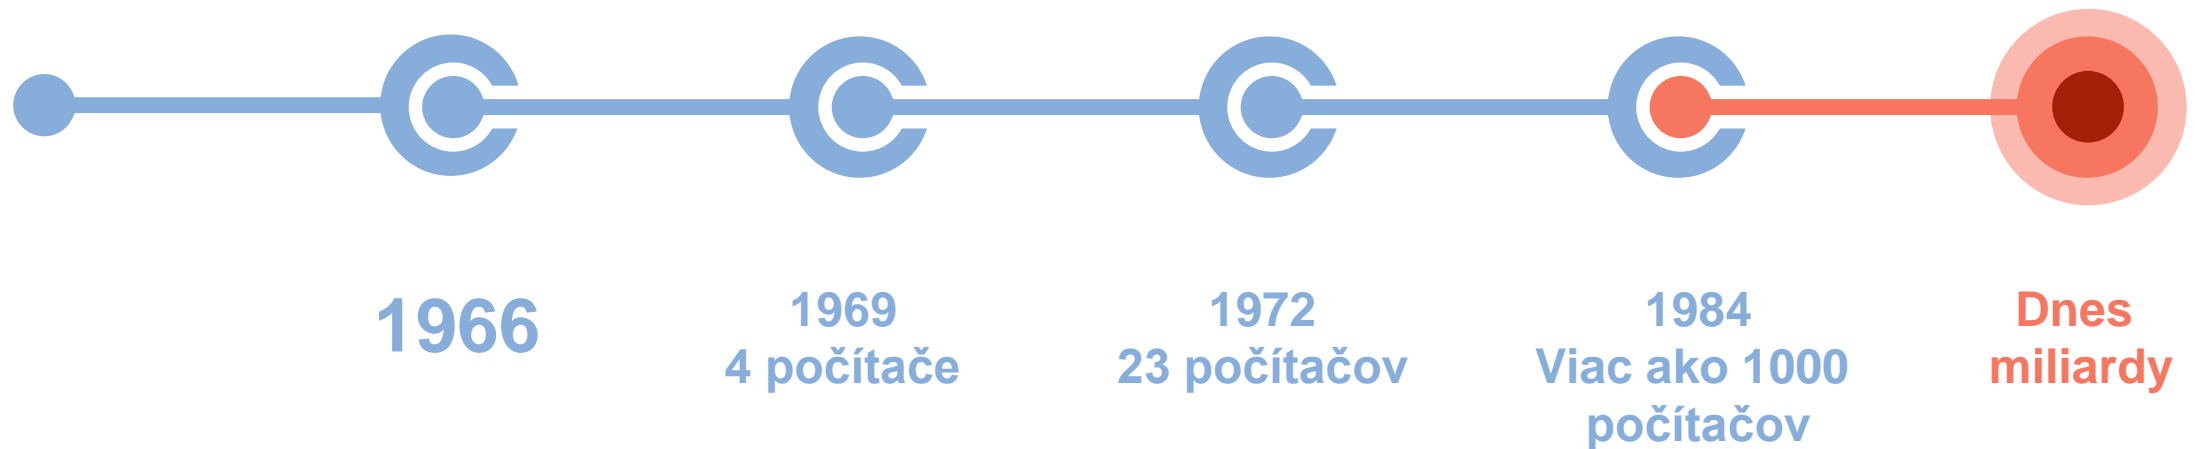 1966
1969
4 počítače
1972
23 počítačov
1984
Viac ako 1000
počítačov
Dnes
miliardy